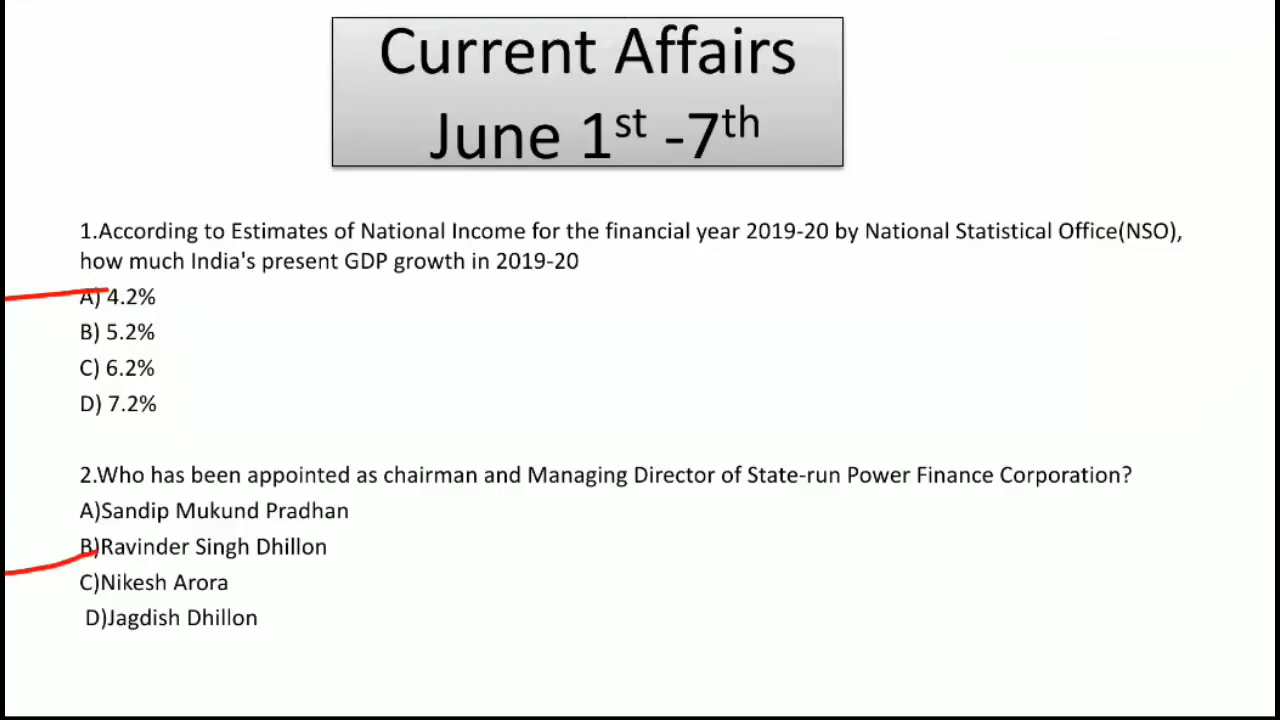 Current Affairs
June 1st -7th
1.According to Estimates of National Income for the financial year 2019-20 by National Statistical Office(NSO),
how much India's present GDP growth in 2019-20
A) 4.2%
B) 5.2%
C) 6.2%
D) 7.2%
2.Who has been appointed as chairman and Managing Director of State-run Power Finance Corporation?
A)Sandip Mukund Pradhan
B)Ravinder Singh Dhillon
C)Nikesh Arora
D)Jagdish Dhillon